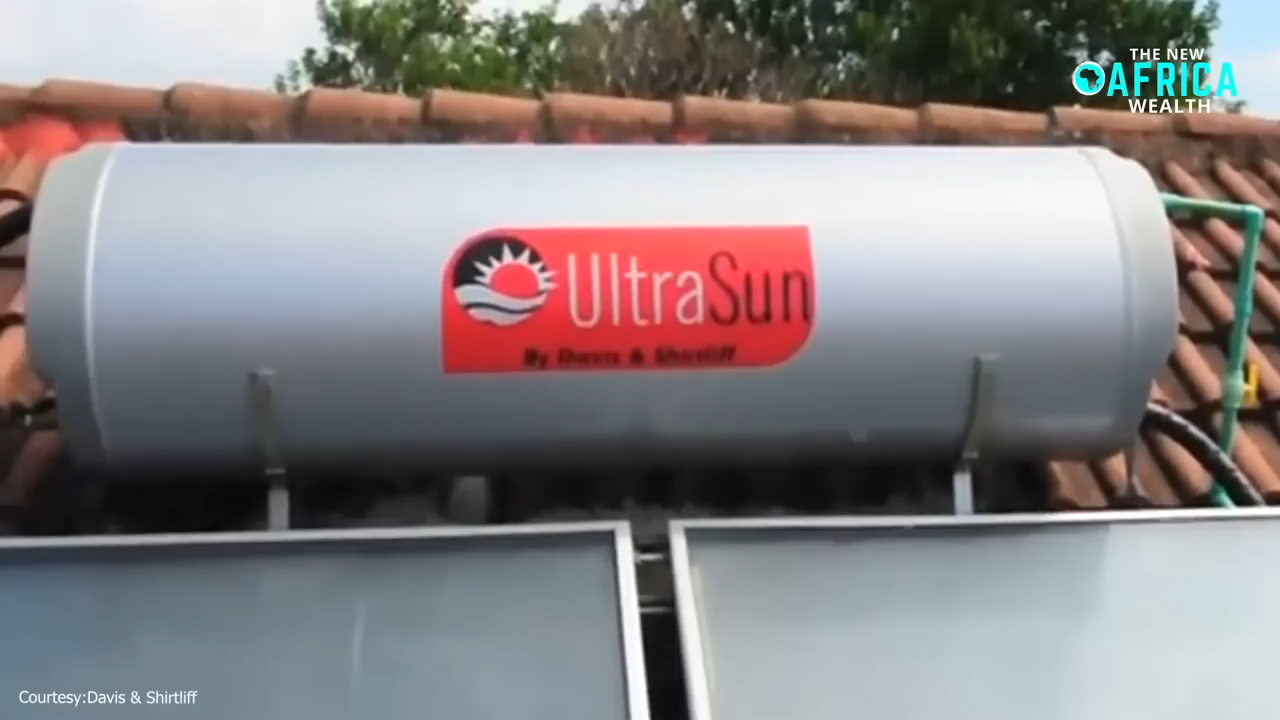 THE NEW
AFRICA
WEALTH
UltraSun
By Davis & Shirtliff
Courtesy:Davis & Shirtliff